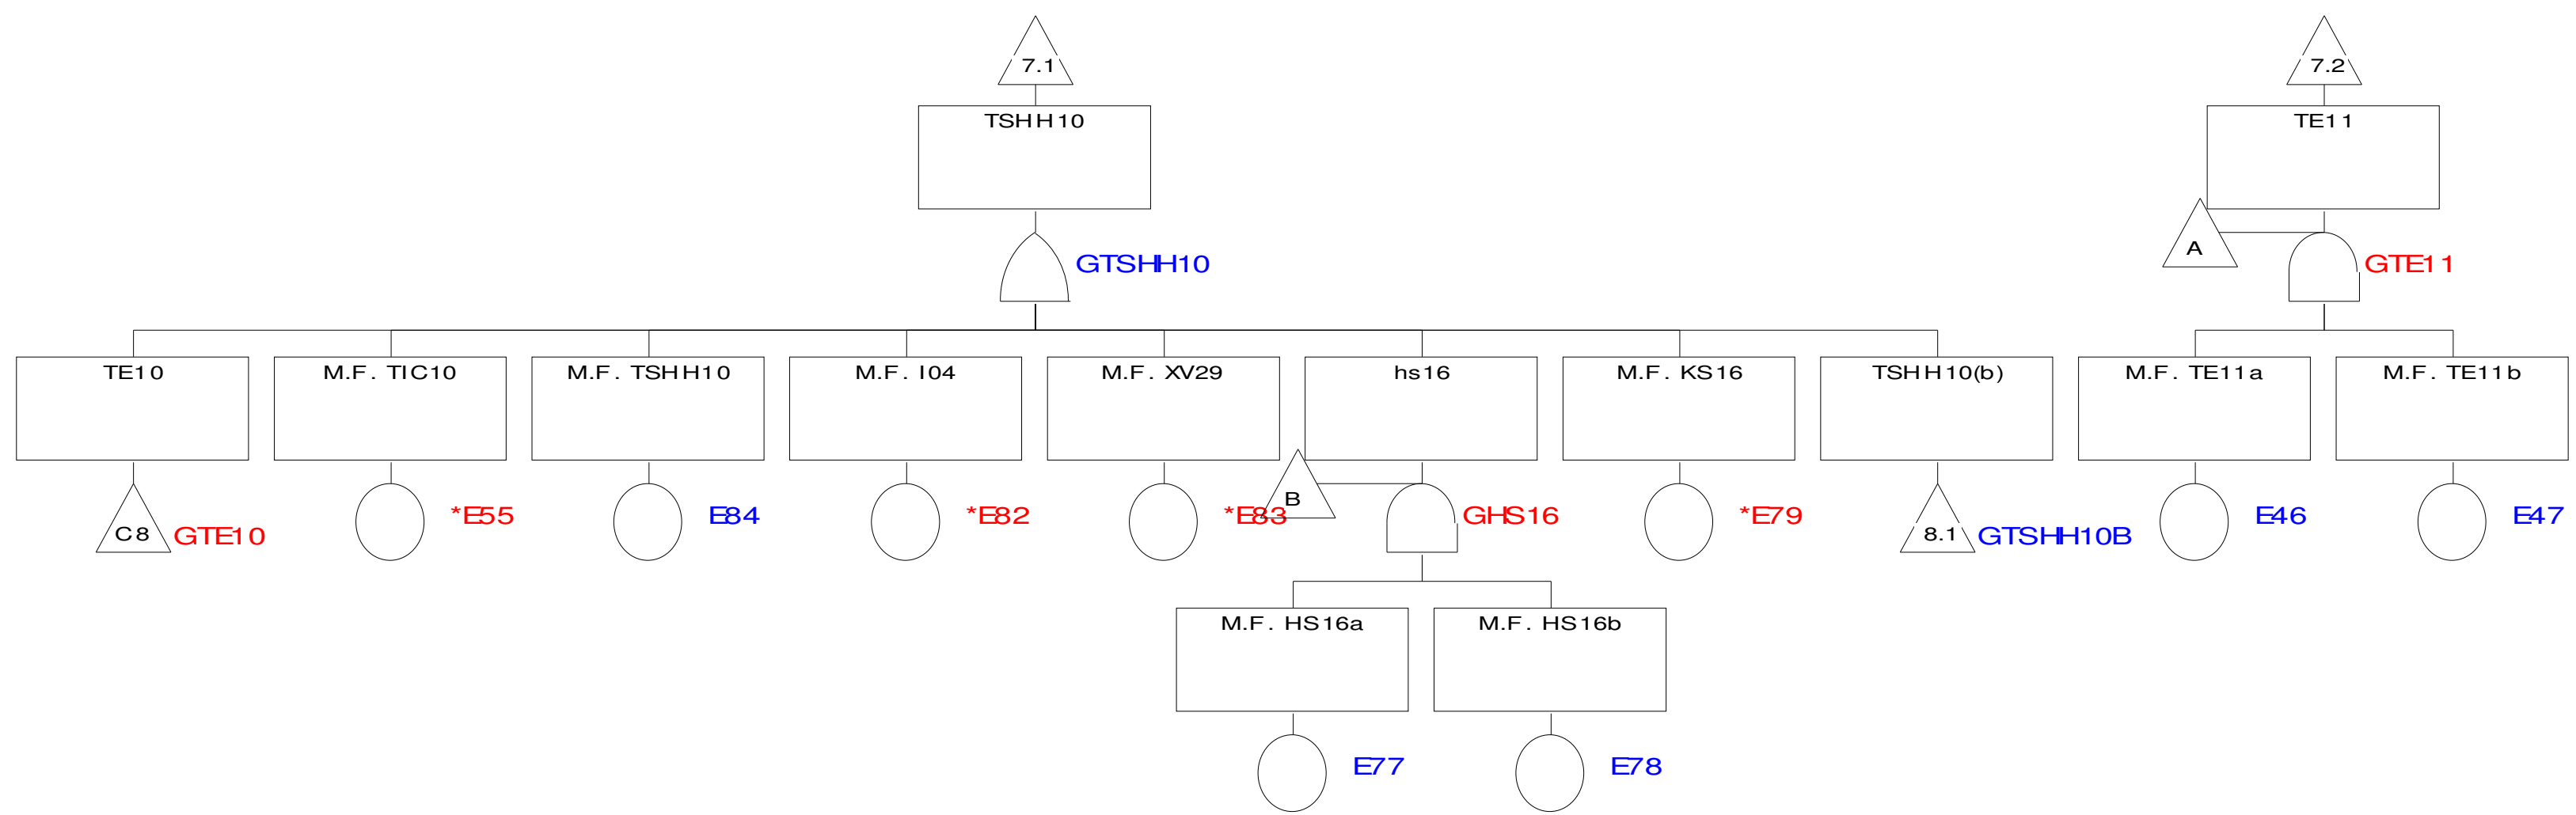 7.1
7.2
TSHH10
TE11
A
GTSHH10
GTE11
TE10
M.F. TIC10
M.F. TSHH10
M.F. I04
M.F. XV29
hs16
M.F. KS16
TSHH10(b)
M.F. TE11a
M.F. TE11b
C8
GTE10
*E55
E84
*E82
*E83
B
GHS16
*E79
8.1
GTSHH10B
E46
E47
M.F. HS16a
M.F. HS16b
E77
E78